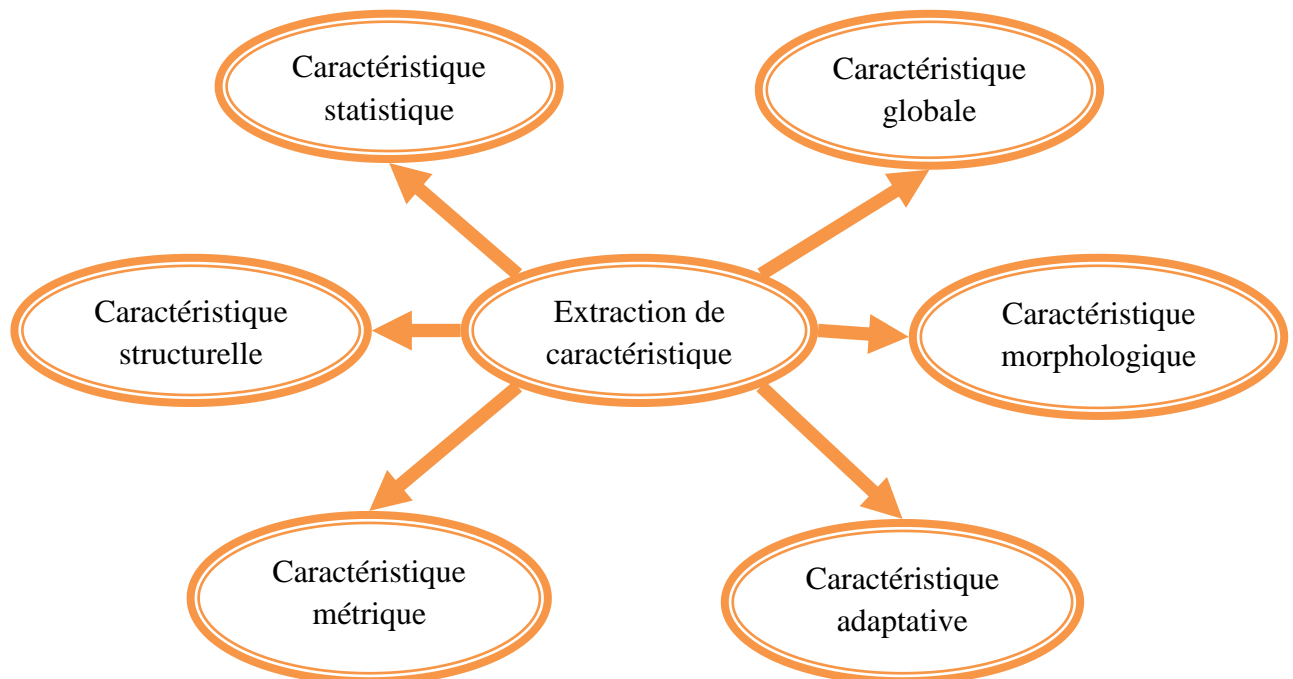 Caractéristique
statistique
Caractéristique
globale
Caractéristique
structurelle
Extraction de
caractéristique
Caractéristique
morphologique
Caractéristique
métrique
Caractéristique
adaptative